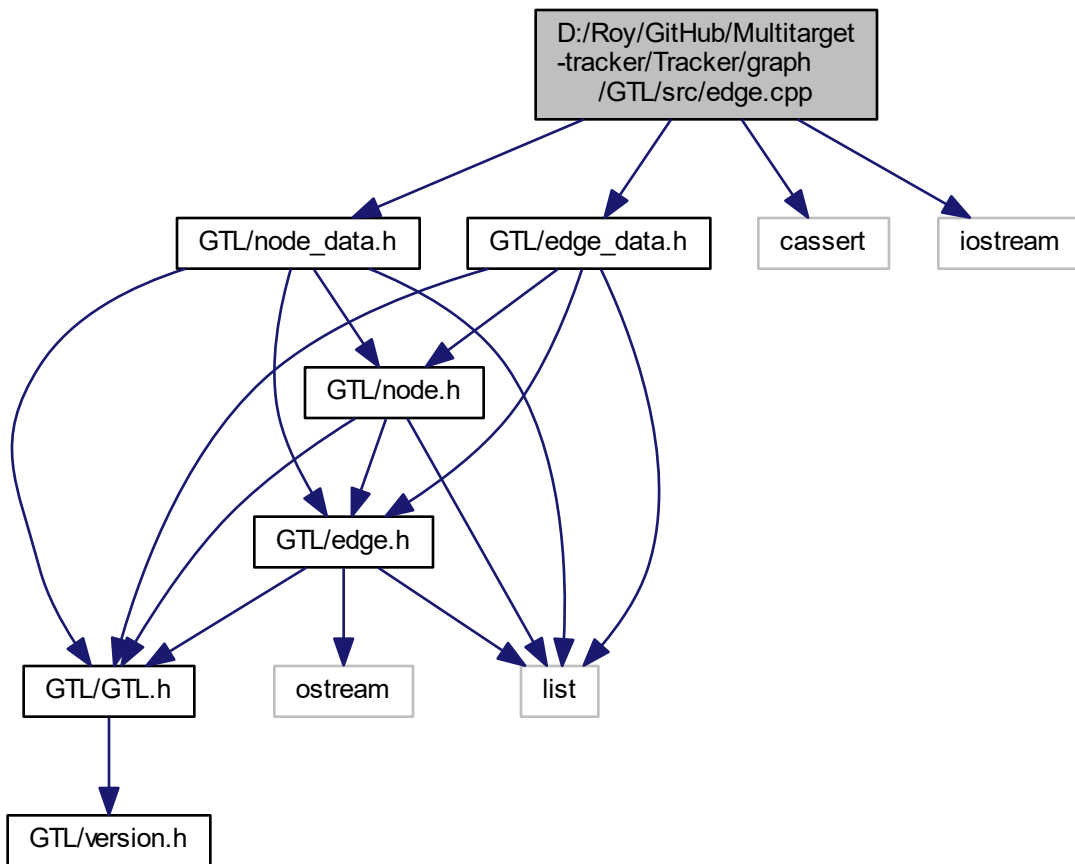 D:/Roy/GitHub/Multitarget
-tracker/Tracker/graph
/GTL/src/edge.cpp
GTL/node_data.h
GTL/edge_data.h
cassert
iostream
GTL/node.h
GTL/edge.h
GTL/GTL.h
ostream
list
GTL/version.h